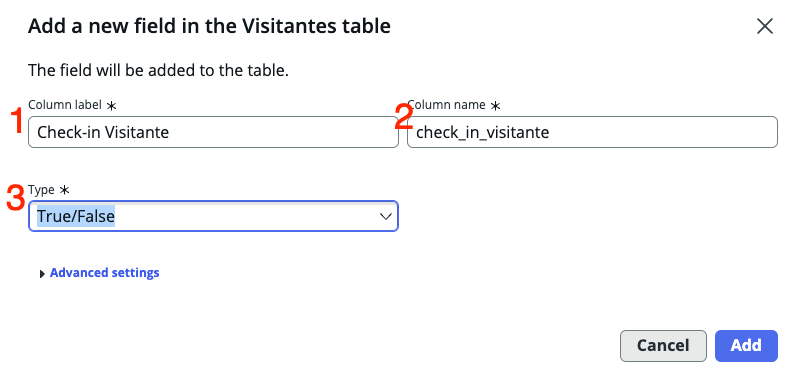 Add a new field in the Visitantes table
The field will be added to the table.
Column label *
Column name *
1
Check-in Visitante
2
check_in_visitante
Type *
3
True/False
Advanced settings
Cancel
Add